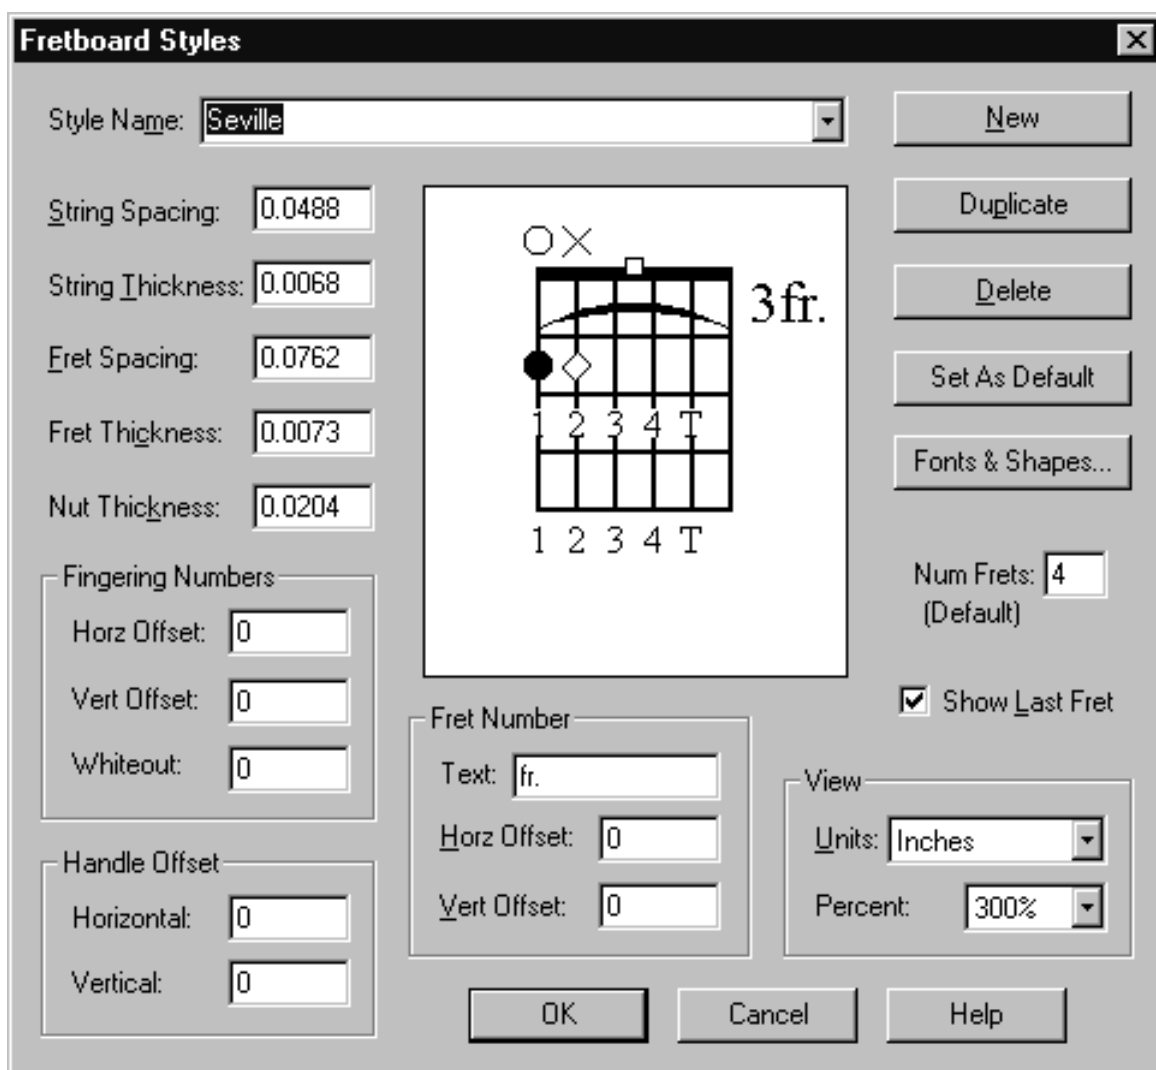 Fretboard Styles
Style Name: Seville
New
String Spacing: 0.0488
Duplicate
String Thickness: 0.0068
Delete
Fret Spacing: 0.0762
Set As Default
Fret Thickness: 0.0073
Fonts & Shapes...
Nut Thickness: 0.0204
3fr.
1 2 3 4 T
1 2 3 4 T
Num Frets: 4
(Default)
Show Last Fret
Fingering Numbers
Horz Offset: 0
Vert Offset: 0
Whiteout: 0
Handle Offset
Horizontal: 0
Vertical: 0
Fret Number
Text: fr.
Horz Offset: 0
Vert Offset: 0
View
Units: Inches
Percent: 300%
OK
Cancel
Help